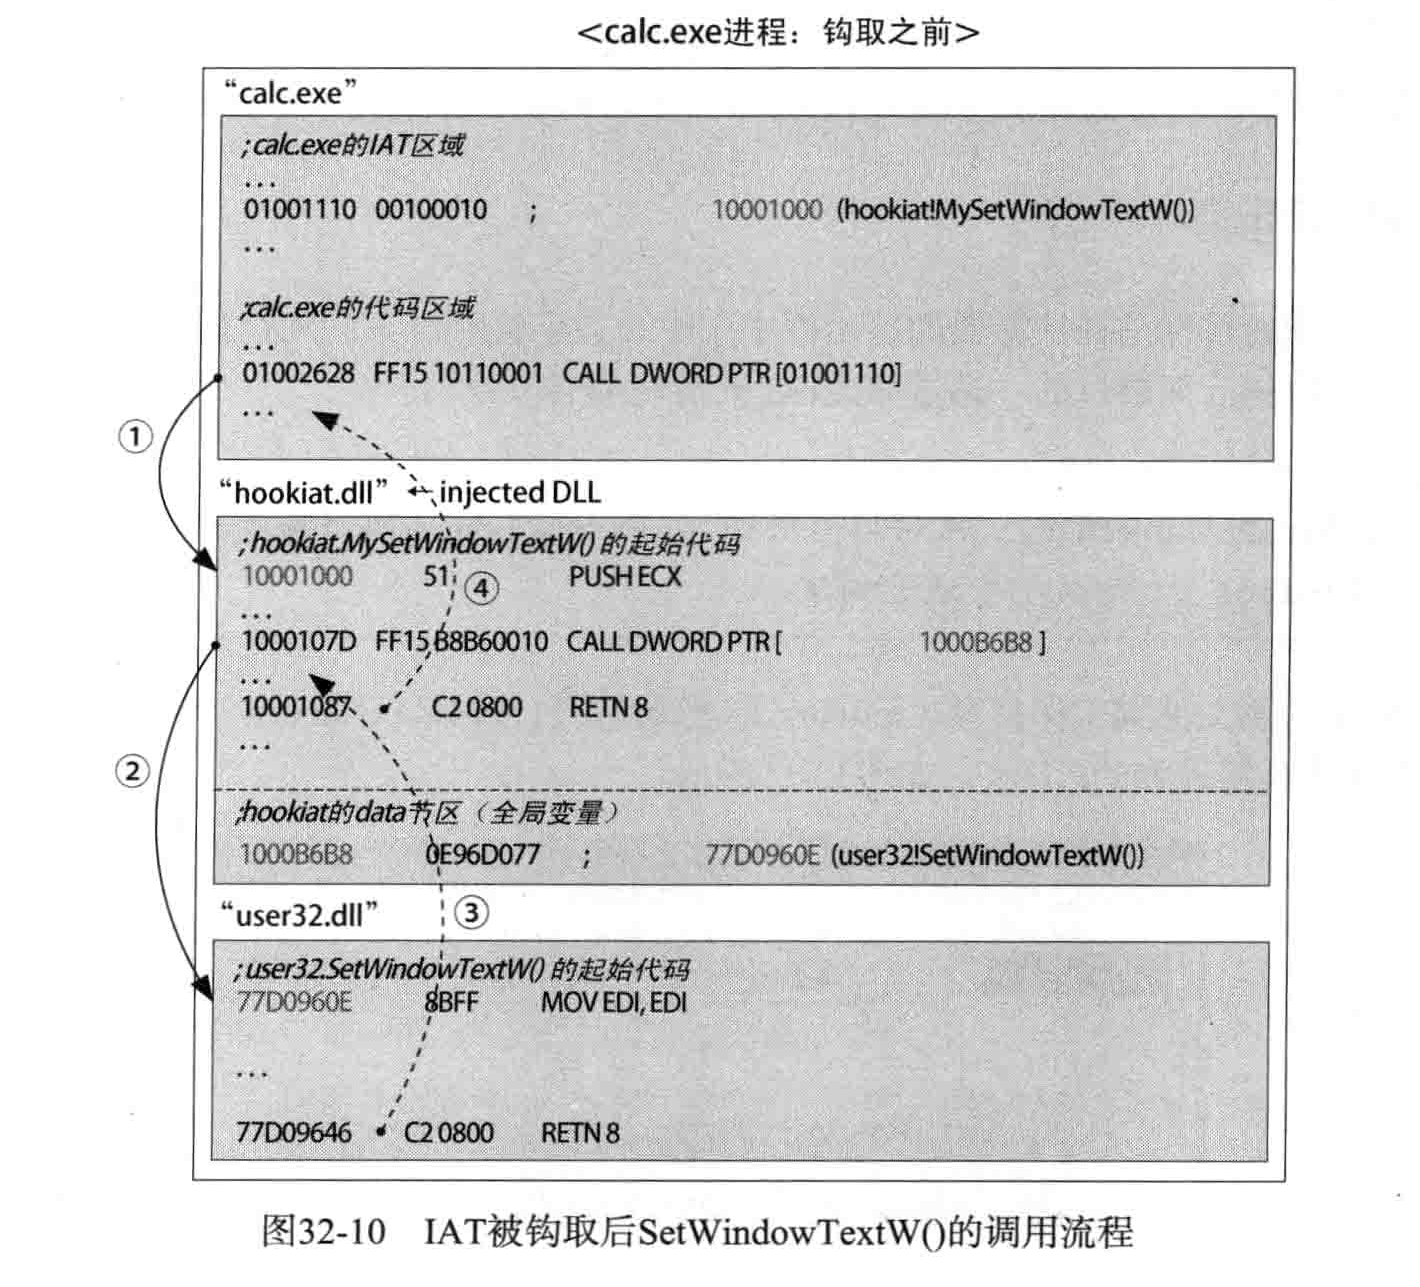 <calc.exe进程：钩取之前>
“calc.exe”
;calc.exe的IAT区域
...
01001110 00100010 ; 10001000 (hookiat!MySetWindowTextW())
...
;calc.exe的代码区域
...
01002628 FF15 10110001 CALL DWORD PTR [01001110]
...
①
“hookiat.dll” injected DLL
;hookiat.MySetWindowTextW() 的起始代码
10001000 51 PUSH ECX
④
...
1000107D FF15 B8B60010 CALL DWORD PTR [ 1000B6B8 ]
...
10001087 C2 0800 RETN 8
...
②
;hookiat的data节区（全局变量）
1000B6B8 0E96D077 ; 77D0960E (user32!SetWindowTextW())
“user32.dll”
③
;user32.SetWindowTextW() 的起始代码
77D0960E 8BFF MOV EDI, EDI
...
77D09646 C2 0800 RETN 8
图32-10 IAT被钩取后SetWindowTextW()的调用流程